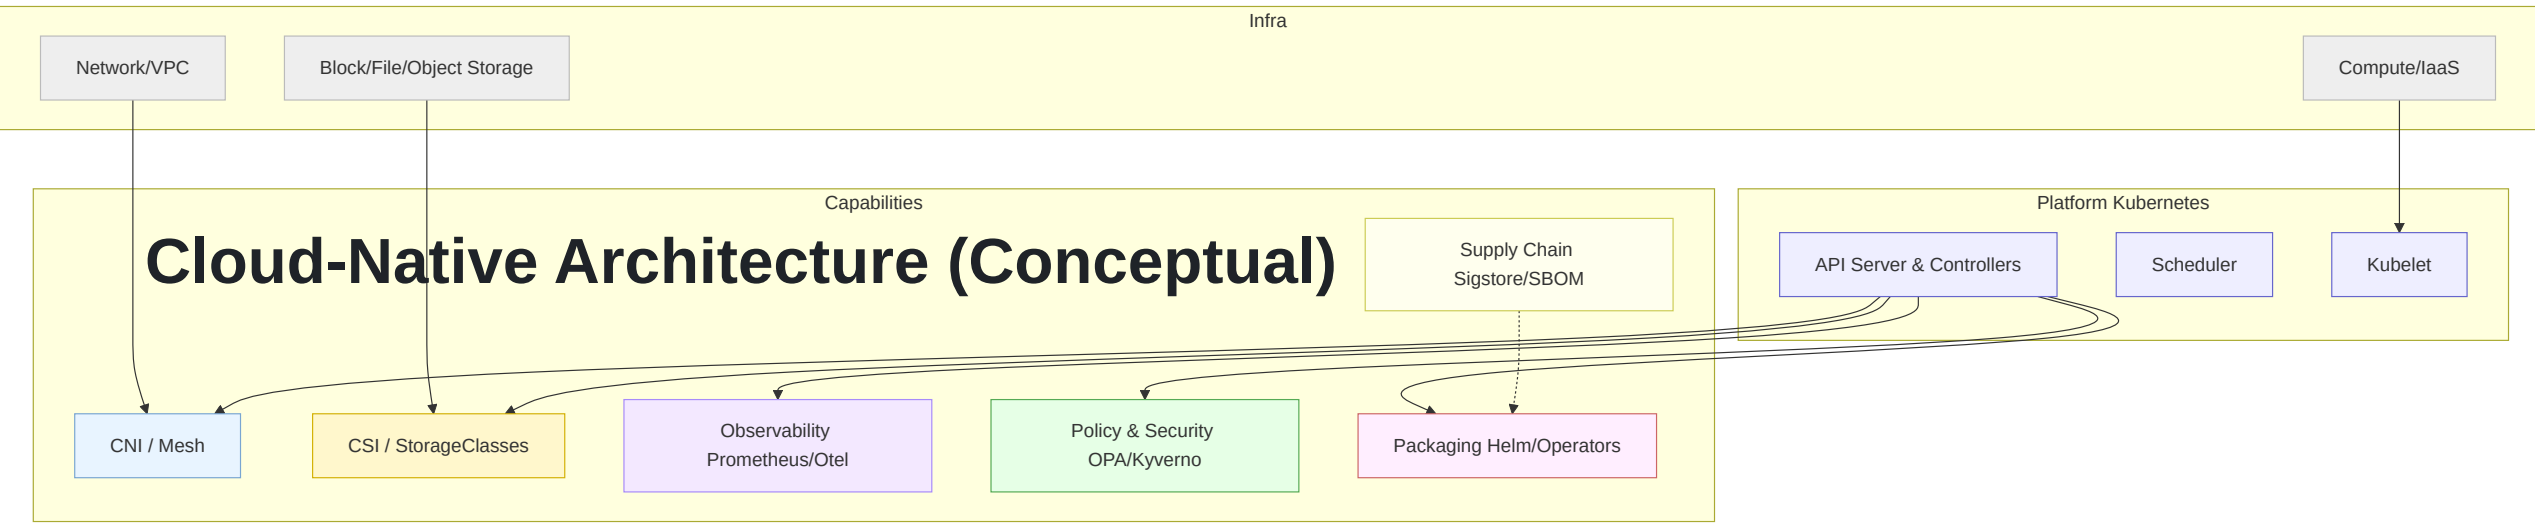 Infra
Network/VPC
Block/File/Object Storage
Compute/IaaS
Capabilities
Platform Kubernetes
Cloud-Native Architecture (Conceptual)
Supply Chain
Sigstore/SBOM
API Server & Controllers
Scheduler
Kubelet
CNI / Mesh
CSI / StorageClasses
Observability
Prometheus/Otel
Policy & Security
OPA/Kyverno
Packaging Helm/Operators